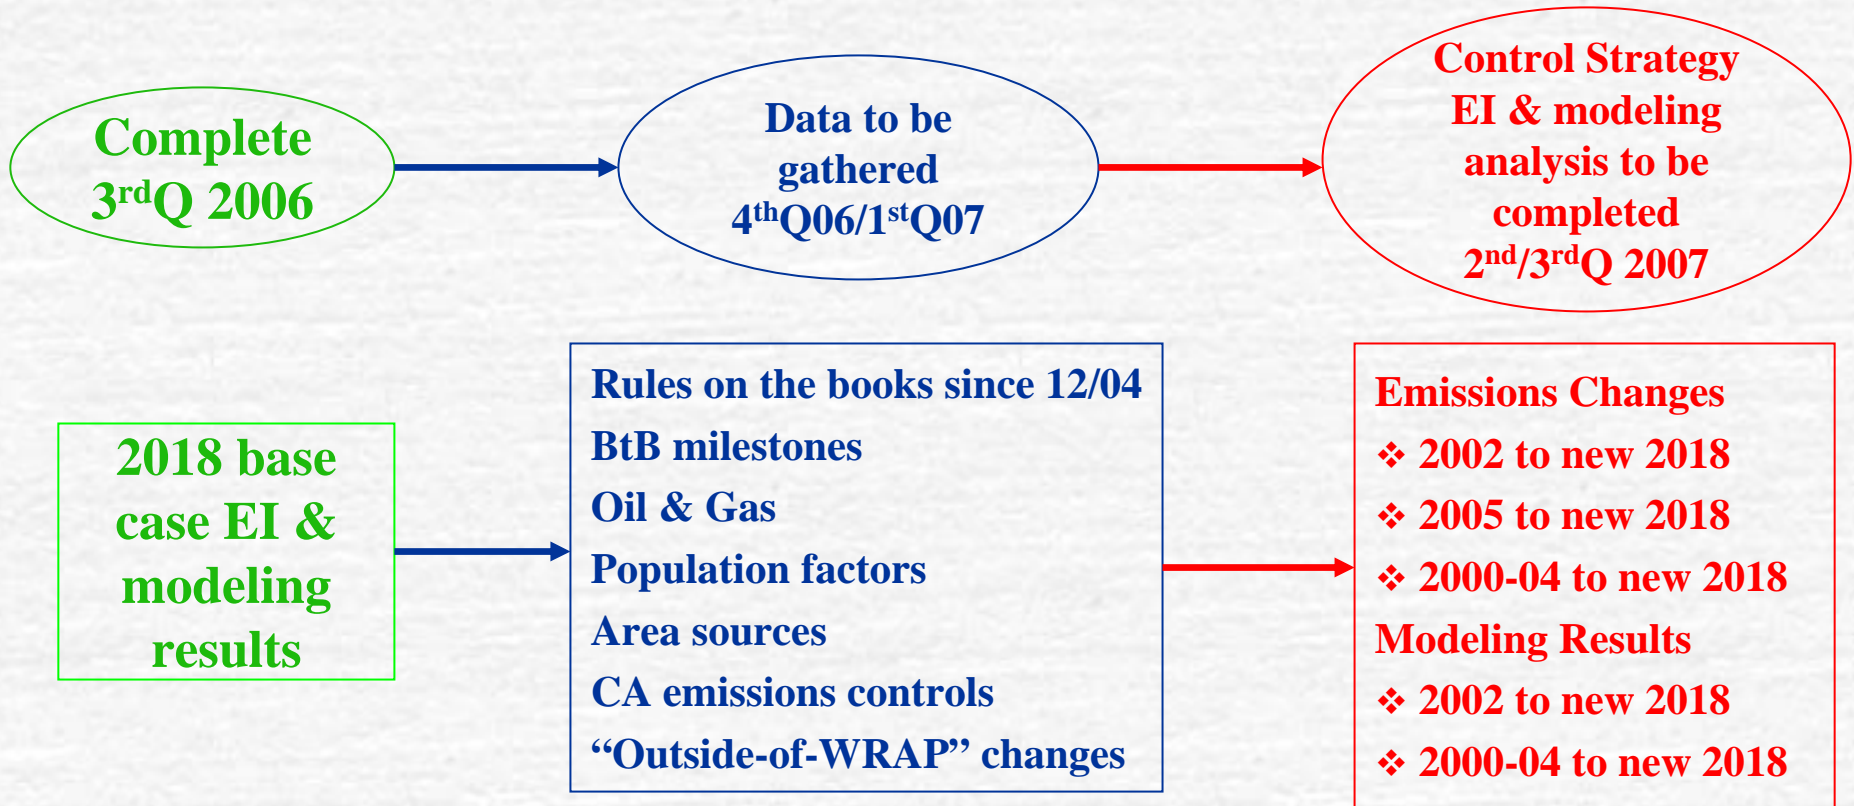 Complete
3rdQ 2006
Data to be
gathered
4thQ06/1stQ07
Control Strategy
EI & modeling
analysis to be
completed
2nd/3rdQ 2007
2018 base
case EI &
modeling
results
Rules on the books since 12/04
BtB milestones
Oil & Gas
Population factors
Area sources
CA emissions controls
“Outside-of-WRAP” changes
Emissions Changes
❖ 2002 to new 2018
❖ 2005 to new 2018
❖ 2000-04 to new 2018
Modeling Results
❖ 2002 to new 2018
❖ 2000-04 to new 2018